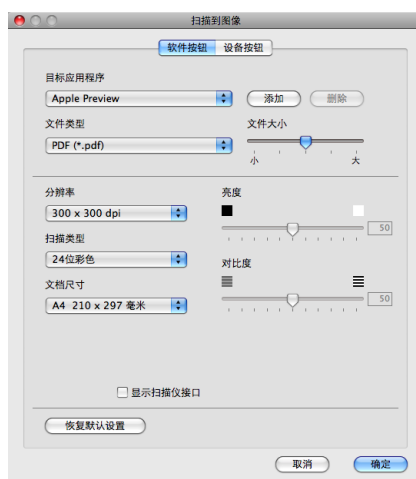 扫描到图像
软件按钮 设备按钮
目标应用程序
Apple Preview 添加 删除
文件类型 文件大小
PDF (*.pdf)
小 大
分辨率 亮度
300 x 300 dpi
50
扫描类型
24位彩色 对比度
文档尺寸
A4 210 x 297 毫米 50
显示扫描仪接口
恢复默认设置
取消 确定